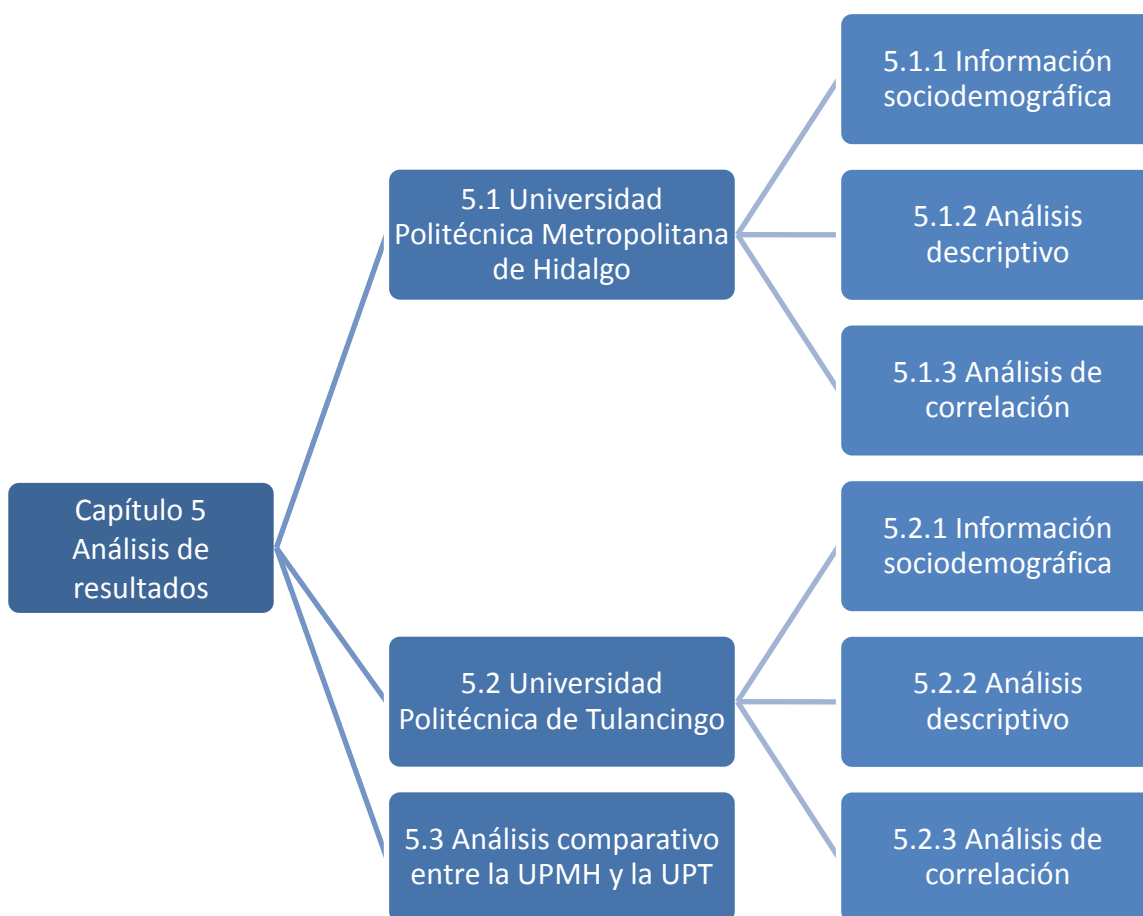 Capítulo 5
Análisis de
resultados
5.1 Universidad
Politécnica Metropolitana
de Hidalgo
5.1.1 Información
sociodemográfica
5.1.2 Análisis
descriptivo
5.1.3 Análisis de
correlación
5.2 Universidad
Politécnica de Tulancingo
5.2.1 Información
sociodemográfica
5.2.2 Análisis
descriptivo
5.2.3 Análisis de
correlación
5.3 Análisis comparativo
entre la UPMH y la UPT